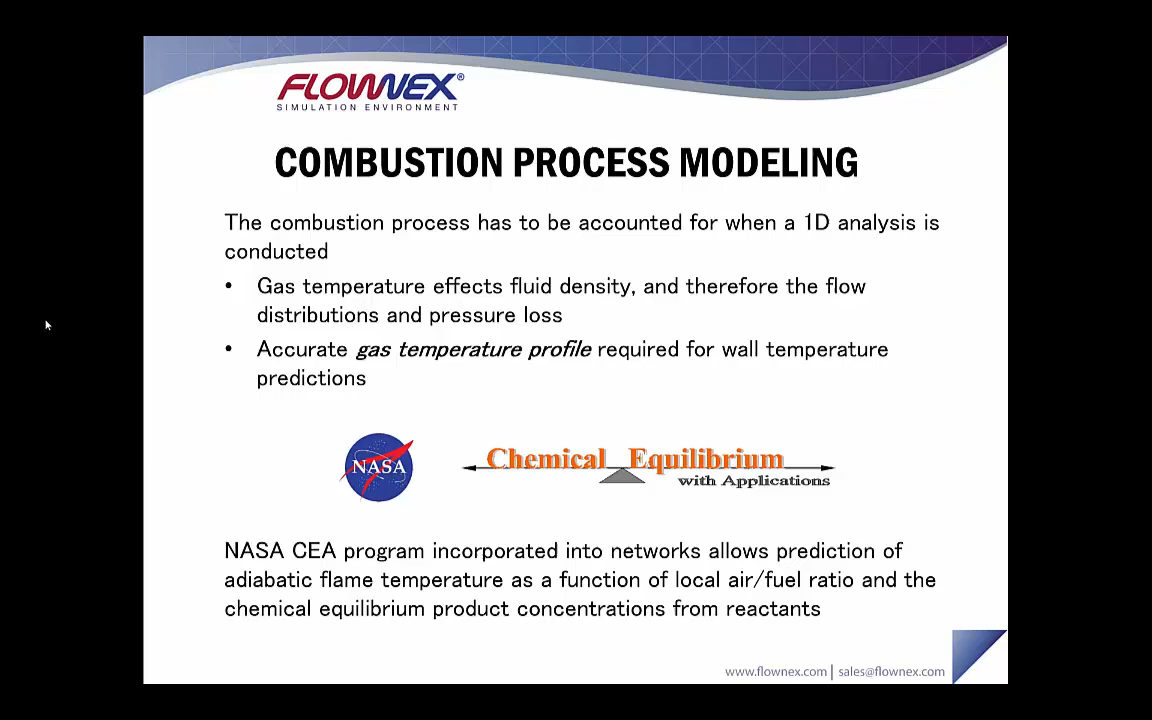 FLOWNEX®
SIMULATION ENVIRONMENT
COMBUSTION PROCESS MODELING
The combustion process has to be accounted for when a 1D analysis is
conducted
• Gas temperature effects fluid density, and therefore the flow
distributions and pressure loss
• Accurate gas temperature profile required for wall temperature
predictions
NASA
Chemical Equilibrium
with Applications
NASA CEA program incorporated into networks allows prediction of
adiabatic flame temperature as a function of local air/fuel ratio and the
chemical equilibrium product concentrations from reactants
www.flownex.com | sales@flownex.com